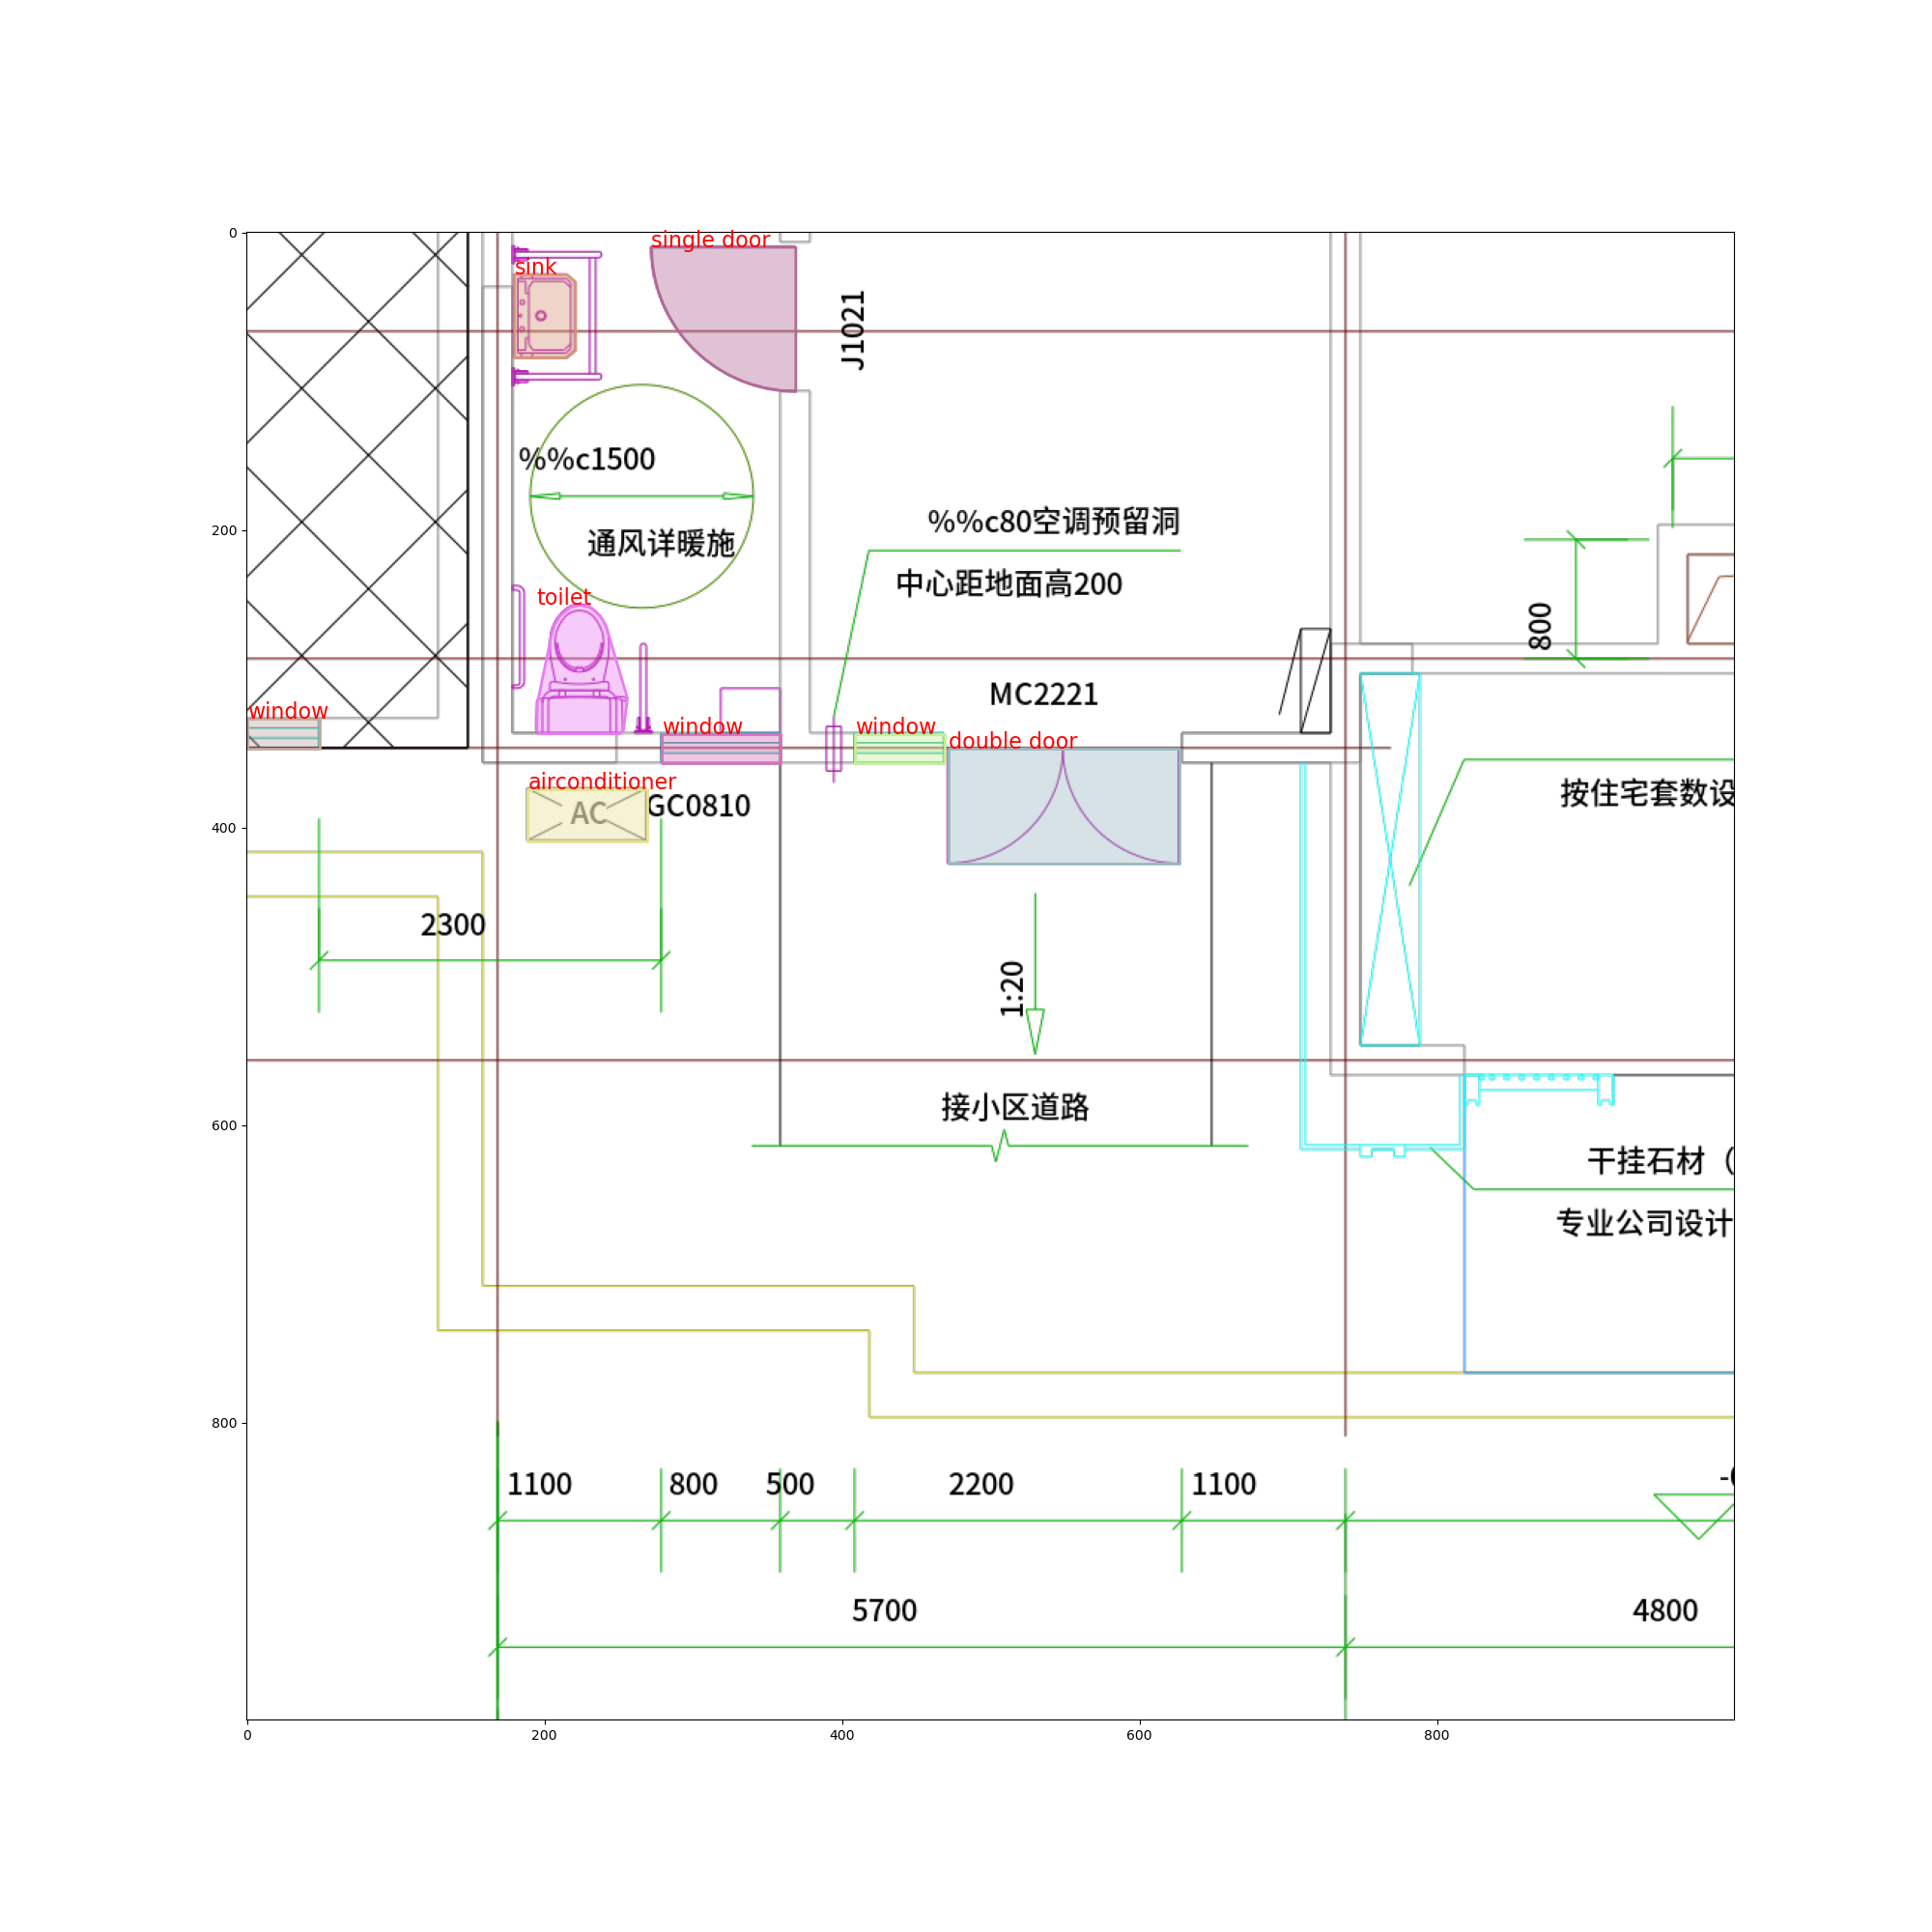 0
200
400
600
800
0
200
400
600
800
single door
sink
J1021
%%c1500
通风详暖施
%%c80空调预留洞
中心距地面高200
toilet
800
MC2221
window
window
window
double door
airconditioner
AC
GC0810
按住宅套数设
2300
1:20
接小区道路
干挂石材（
专业公司设计
1100
800
500
2200
1100
5700
4800